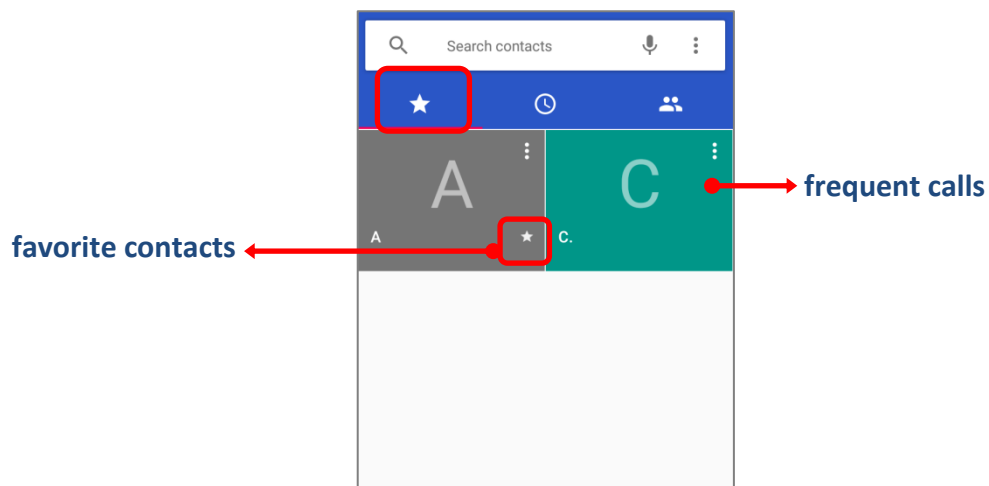 Search contacts
A
C
frequent calls
A
C.
favorite contacts